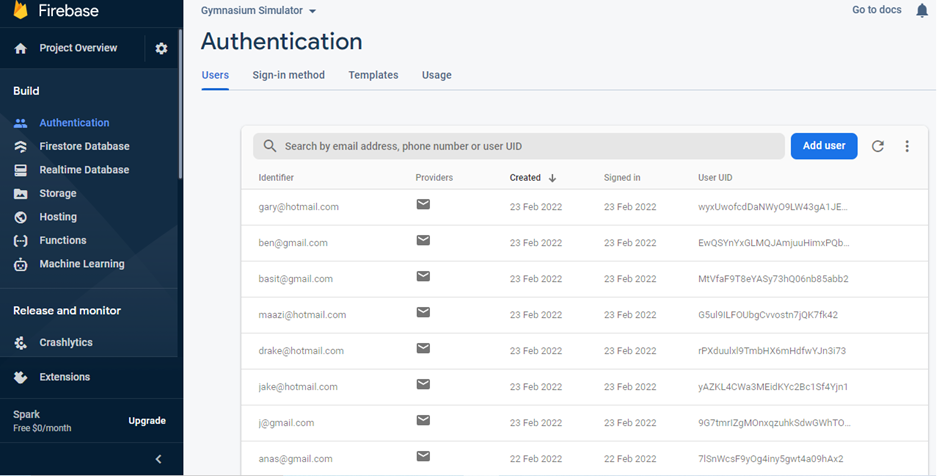 Firebase
Gymnasium Simulator
Go to docs
Project Overview
Authentication
Users Sign-in method Templates Usage
Build
Authentication
Firestore Database
Realtime Database
Storage
Hosting
Functions
Machine Learning
Release and monitor
Crashlytics
Extensions
Spark
Free $0/month
Upgrade
Search by email address, phone number or user UID
Add user
Identifier Providers Created Signed in User UID
gary@hotmail.com 23 Feb 2022 23 Feb 2022 wyxUwofcdDaNWyO9LW43gA1JE...
ben@gmail.com 23 Feb 2022 23 Feb 2022 EwQSYnYxGLMQJAmjuuHimxPQb...
basit@gmail.com 23 Feb 2022 23 Feb 2022 MtVfaF9T8eYASy73hQ06nb85abb2
maazi@hotmail.com 23 Feb 2022 23 Feb 2022 G5ul9ILFOUbgCvvostn7jQK7fk42
drake@hotmail.com 23 Feb 2022 23 Feb 2022 rPXduulxl9TmbHX6mHdfwYJn3i73
jake@hotmail.com 23 Feb 2022 23 Feb 2022 yAZKL4CWa3MEidKYc2Bc1Sf4Yjn1
j@gmail.com 23 Feb 2022 23 Feb 2022 9G7tmrIZgMOnxqzuhkSdwGWhTO...
anas@gmail.com 22 Feb 2022 22 Feb 2022 7lSnWcsF9yOg4iny5gwt4a09hAx2